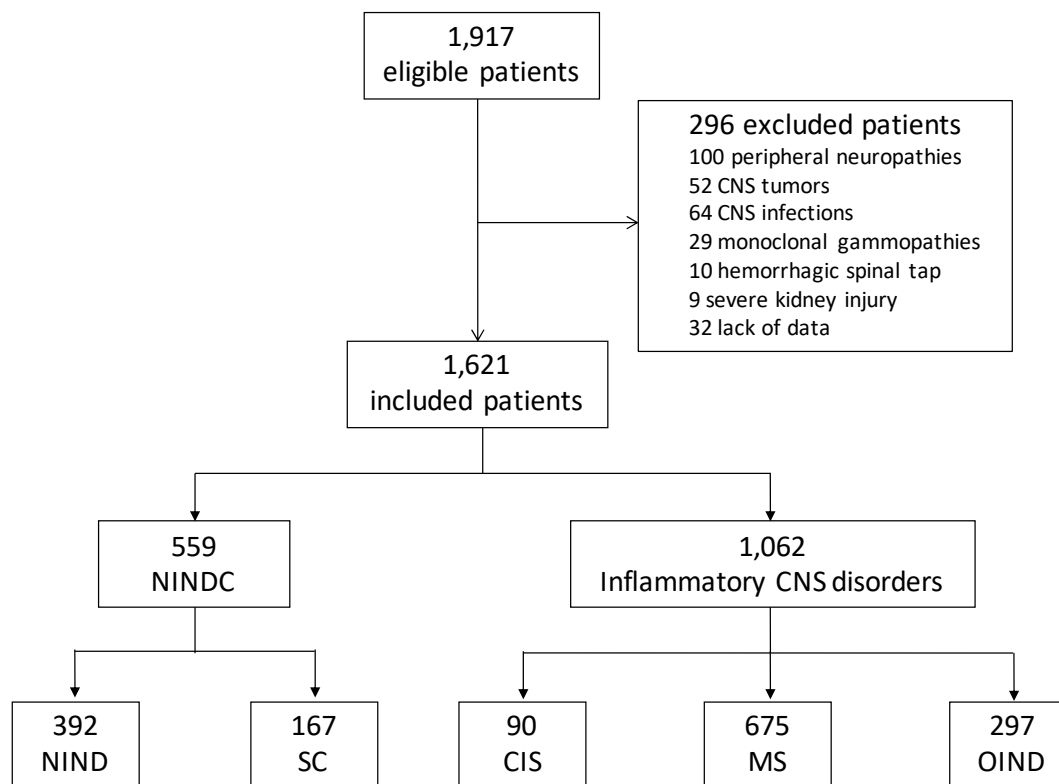 1,917
eligible patients
296 excluded patients
100 peripheral neuropathies
52 CNS tumors
64 CNS infections
29 monoclonal gammopathies
10 hemorrhagic spinal tap
9 severe kidney injury
32 lack of data
1,621
included patients
559
NINDC
1,062
Inflammatory CNS disorders
392
NIND
167
SC
90
CIS
675
MS
297
OIND